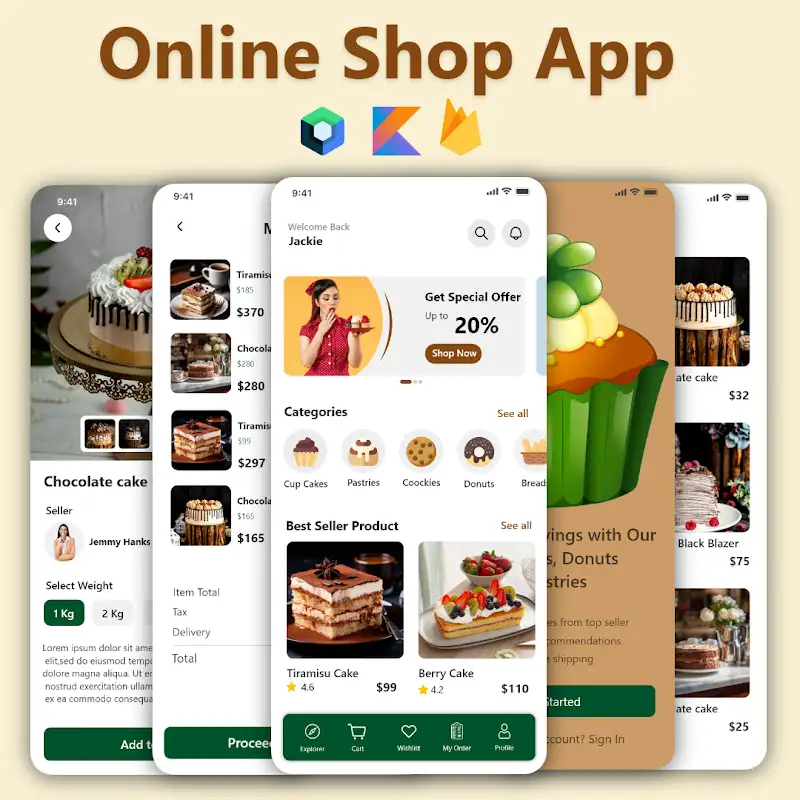 Online Shop App
9:41
Chocolate cake
Seller
Jemmy Hanks
Select Weight
1 Kg
2 Kg
Lorem ipsum dolor sit ame
elit,sed do eiusmod tempo
dolore magna aliqua. Ut en
nostrud exercitation ullam
ex ea commodo consequa
Add to
9:41
M
Tiramisu
$185
$370
Chocola
$280
$280
Tiramisu
$99
$297
Chocola
$165
$165
Item Total
Tax
Delivery
Total
Proceed
9:41
Welcome Back
Jackie
Get Special Offer
Up to 20%
Shop Now
Categories See all
Cup Cakes Pastries Coockies Donuts Breads
Best Seller Product See all
Tiramisu Cake
4.6 $99
Berry Cake
4.2 $110
Explorer Cart Wishlist My Order Profile
vings with Our
s, Donuts
stries
es from top seller
commendations
e shipping
Started
ccount? Sign In
ate cake
$32
Black Blazer
$75
ate cake
$25